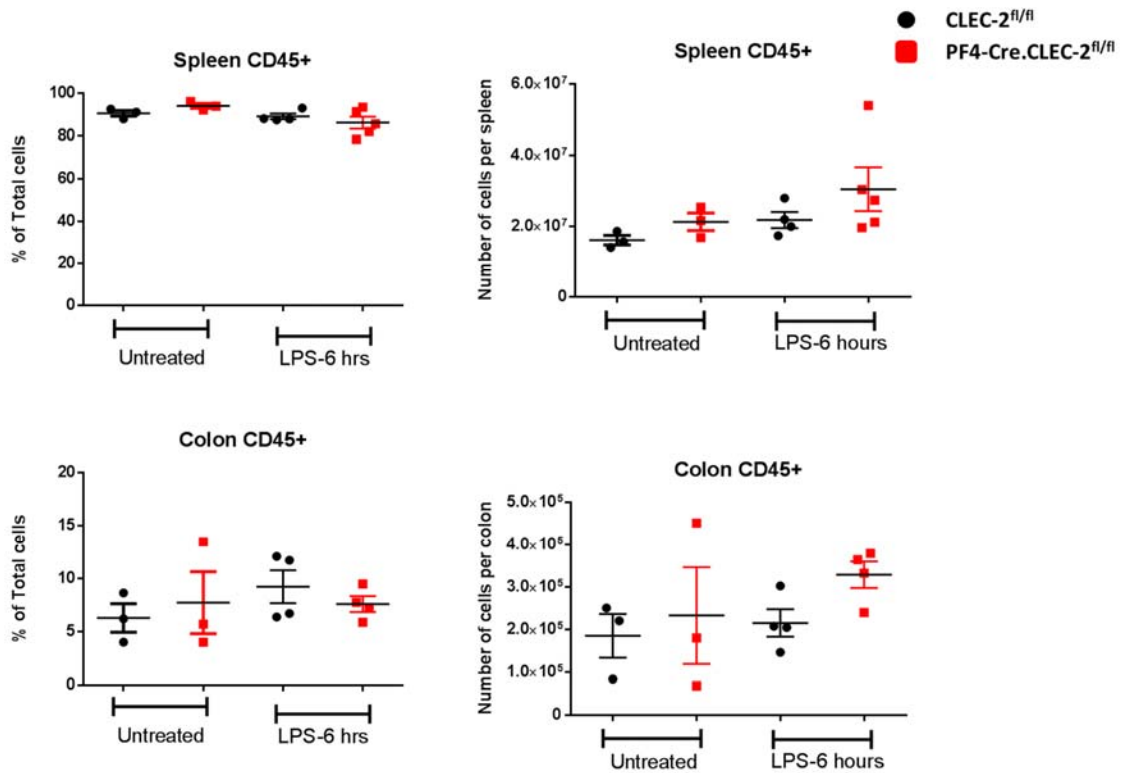 CLEC-2fl/fl
PF4-Cre.CLEC-2fl/fl
Spleen CD45+
% of Total cells
100
80
60
40
20
0
Untreated
LPS-6 hrs
Spleen CD45+
Number of cells per spleen
6.0×10⁷
4.0×10⁷
2.0×10⁷
0
Untreated
LPS-6 hours
Colon CD45+
% of Total cells
20
15
10
5
0
Untreated
LPS-6 hrs
Colon CD45+
Number of cells per colon
5.0×10⁵
4.0×10⁵
3.0×10⁵
2.0×10⁵
1.0×10⁵
0
Untreated
LPS-6 hours